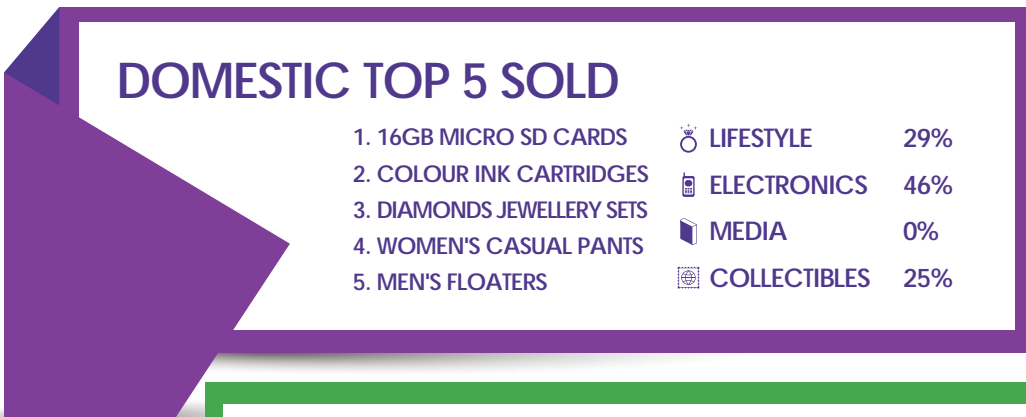 DOMESTIC TOP 5 SOLD
1. 16GB MICRO SD CARDS
2. COLOUR INK CARTRIDGES
3. DIAMONDS JEWELLERY SETS
4. WOMEN'S CASUAL PANTS
5. MEN'S FLOATERS
LIFESTYLE 29%
ELECTRONICS 46%
MEDIA 0%
COLLECTIBLES 25%